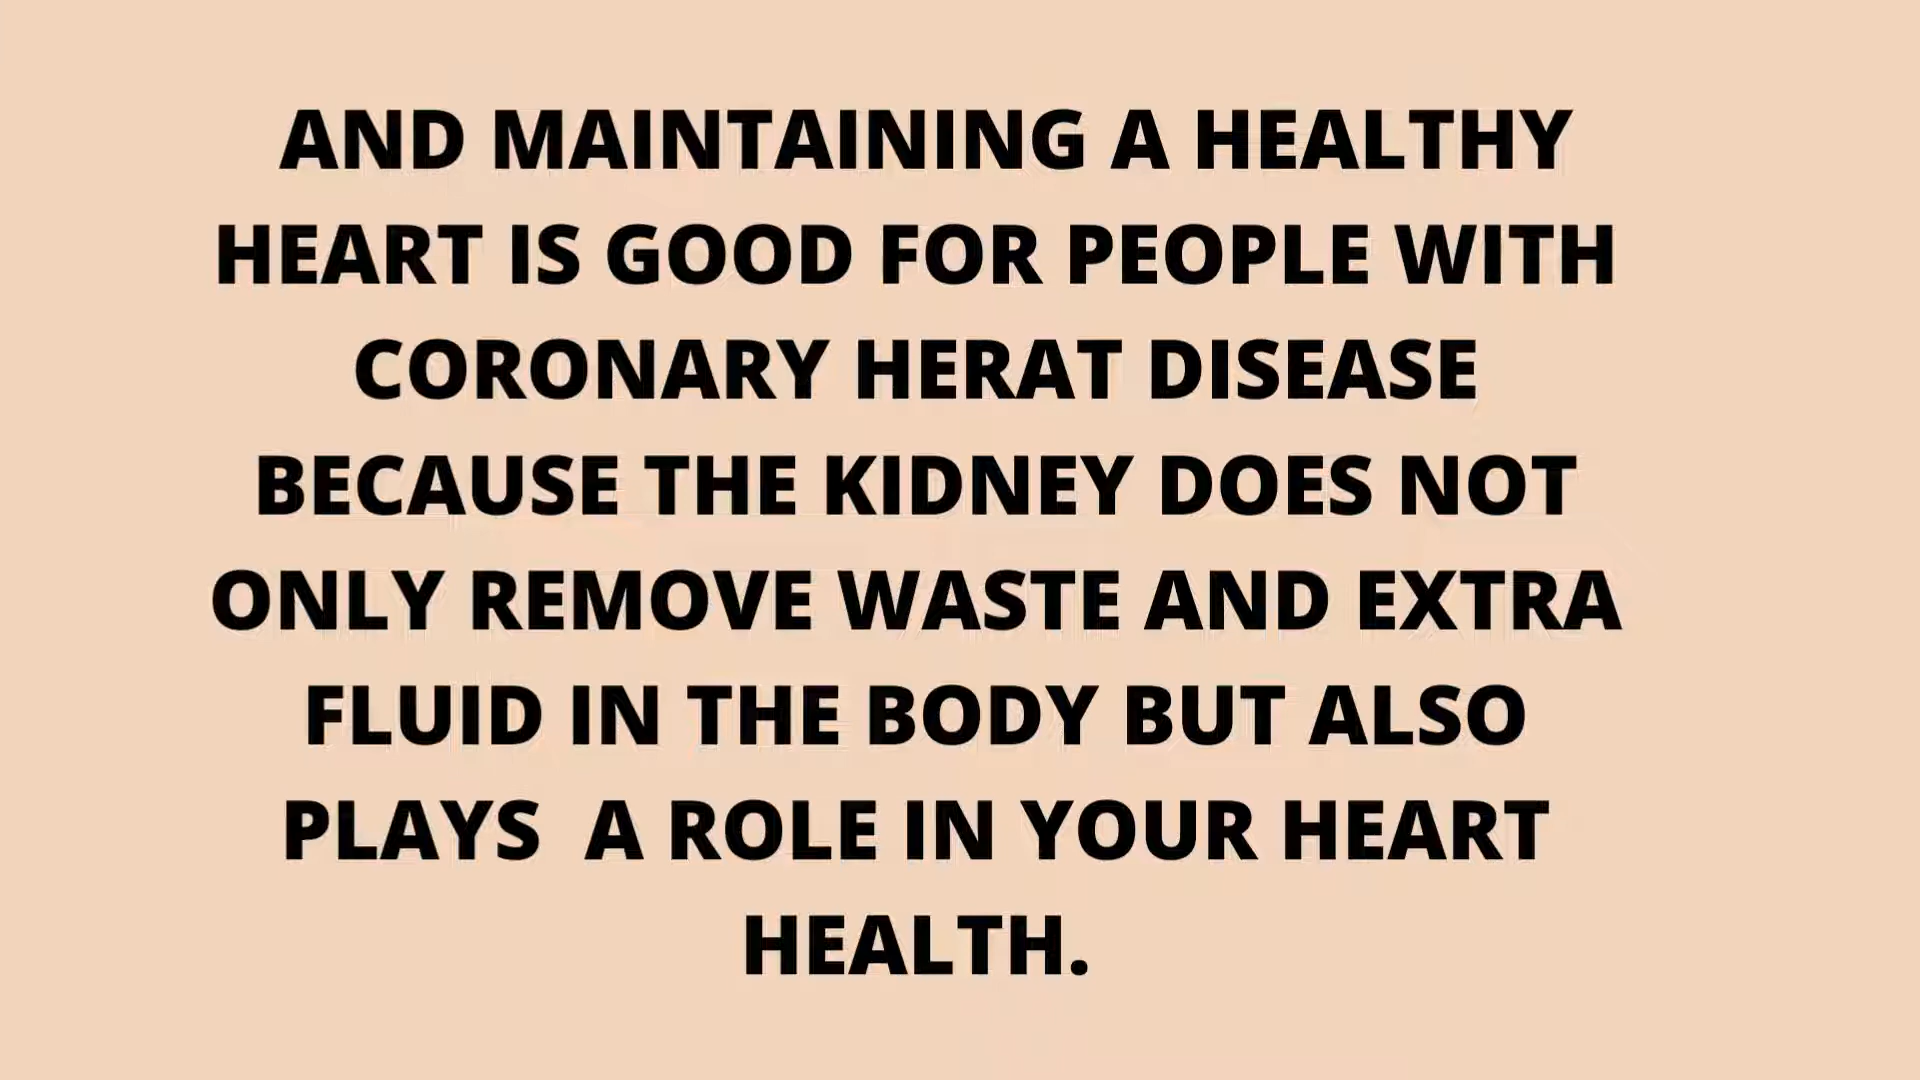 AND MAINTAINING A HEALTHY
HEART IS GOOD FOR PEOPLE WITH
CORONARY HERAT DISEASE
BECAUSE THE KIDNEY DOES NOT
ONLY REMOVE WASTE AND EXTRA
FLUID IN THE BODY BUT ALSO
PLAYS  A ROLE IN YOUR HEART
HEALTH.